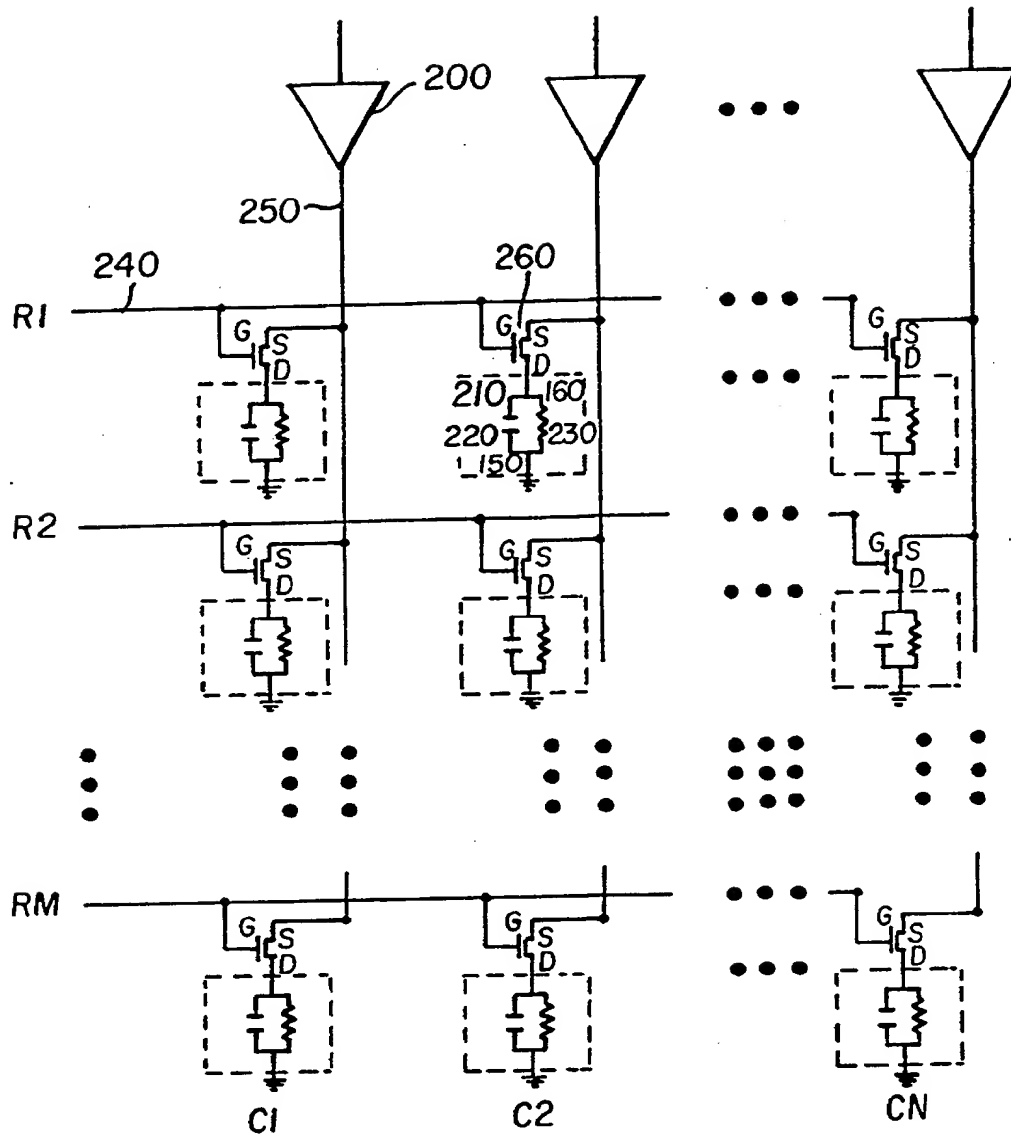 200
250
240
260
R1
G S D
G S D
G S D
210 160
220 230
150
R2
G S D
G S D
G S D
RM
G S D
G S D
G S D
C1 C2 CN